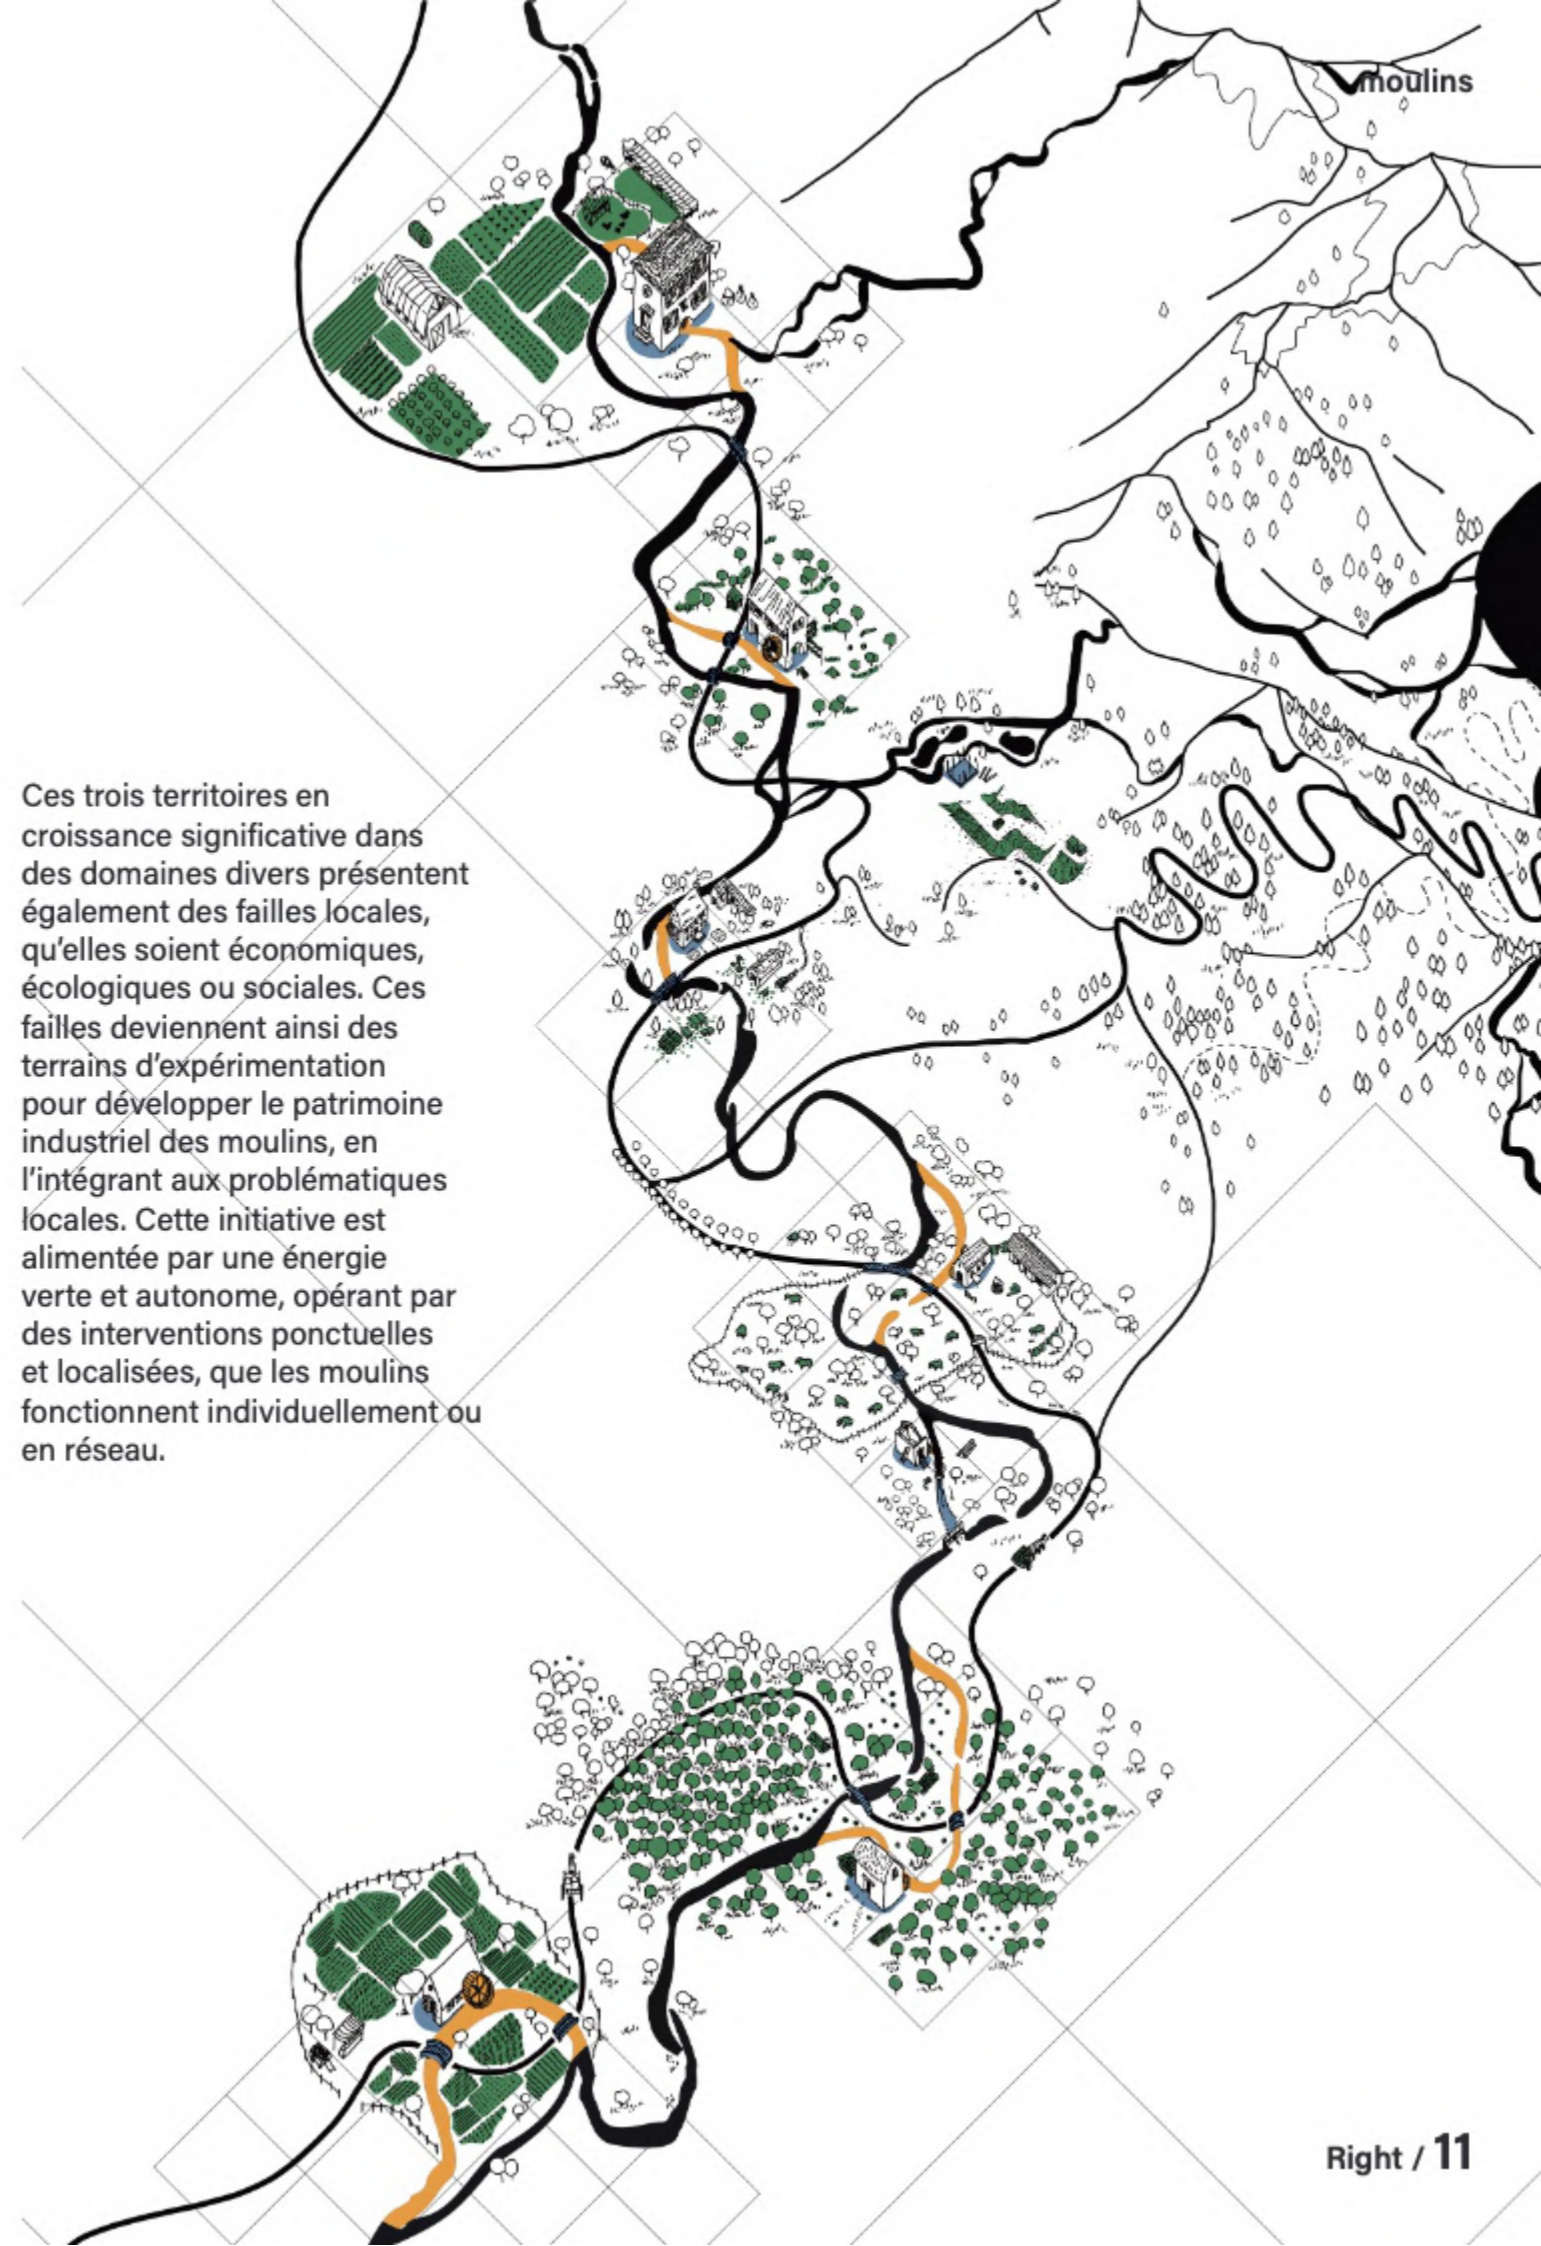 moulins
Ces trois territoires en
croissance significative dans
des domaines divers présentent
également des failles locales,
qu’elles soient économiques,
écologiques ou sociales. Ces
failles deviennent ainsi des
terrains d’expérimentation
pour développer le patrimoine
industriel des moulins, en
l’intégrant aux problématiques
locales. Cette initiative est
alimentée par une énergie
verte et autonome, opérant par
des interventions ponctuelles
et localisées, que les moulins
fonctionnent individuellement ou
en réseau.
Right / 11